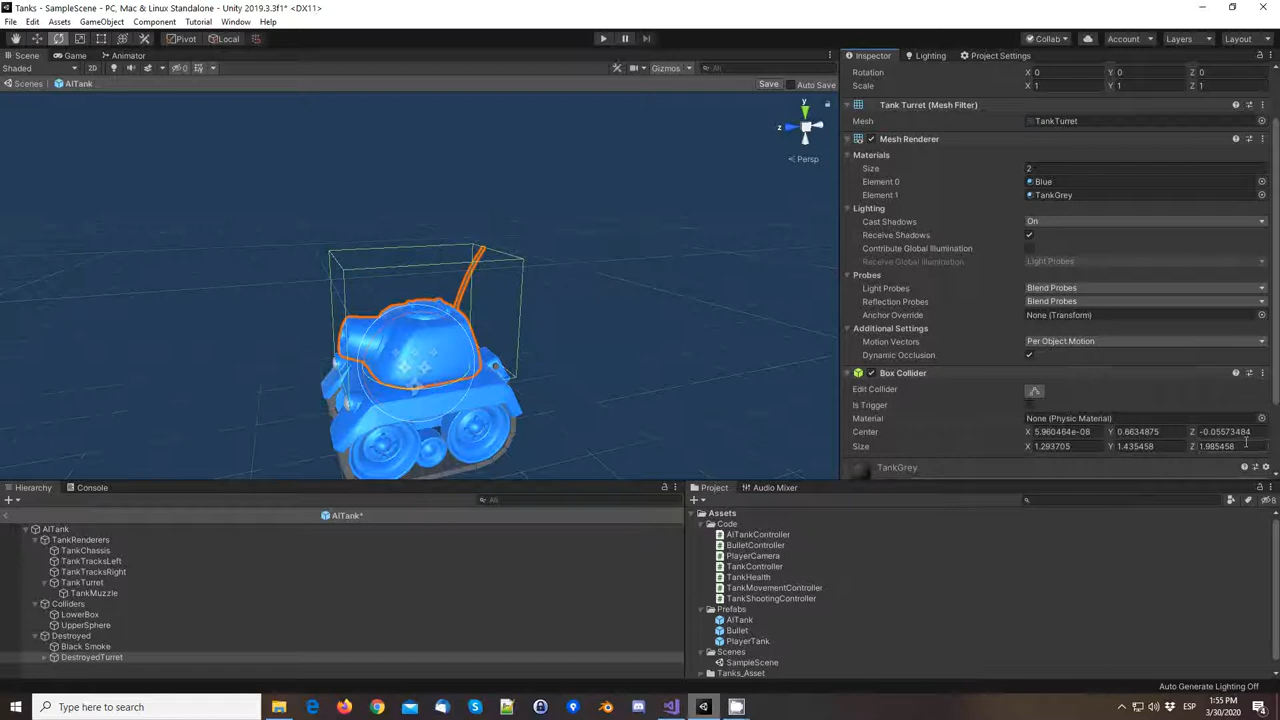 Tanks - SampleScene - PC, Mac & Linux Standalone - Unity 2019.3.3f1* <DX11>
File Edit Assets GameObject Component Tutorial Window Help
Pivot Local Collab Account Layers Layout
Scene Game Animator
Shaded 2D 0 Gizmos All
Scenes AITank Save Auto Save
y
z
Persp
Inspector Lighting Project Settings
Rotation X 0 Y 0 Z 0
Scale X 1 Y 1 Z 1
Tank Turret (Mesh Filter)
Mesh TankTurret
Mesh Renderer
Materials
Size 2
Element 0 Blue
Element 1 TankGrey
Lighting
Cast Shadows On
Receive Shadows
Contribute Global Illumination
Receive Global Illumination Light Probes
Probes
Light Probes Blend Probes
Reflection Probes Blend Probes
Anchor Override None (Transform)
Additional Settings
Motion Vectors Per Object Motion
Dynamic Occlusion
Box Collider
Edit Collider
Is Trigger
Material None (Physic Material)
Center X 5.960464e-08 Y 0.6634875 Z -0.05573484
Size X 1.293705 Y 1.435458 Z 1.985458
TankGrey
Hierarchy Console
All
AITank*
AITank
TankRenderers
TankChassis
TankTracksLeft
TankTracksRight
TankTurret
TankMuzzle
Colliders
LowerBox
UpperSphere
Destroyed
Black Smoke
DestroyedTurret
Project Audio Mixer
8
Assets
Code
AITankController
BulletController
PlayerCamera
TankController
TankHealth
TankMovementController
TankShootingController
Prefabs
AITank
Bullet
PlayerTank
Scenes
SampleScene
Tanks_Asset
Auto Generate Lighting Off
Type here to search
ESP 1:55 PM
3/30/2020